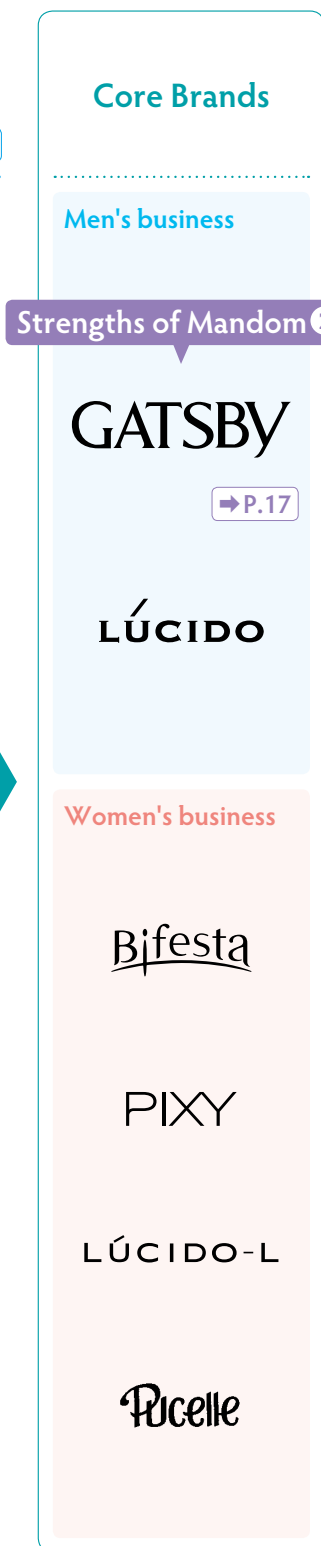 Core Brands
Men's business
Strengths of Mandom
GATSBY
➡P.17
LÚCIDO
Women's business
Bifesta
PIXY
LÚCIDO-L
Pucelle